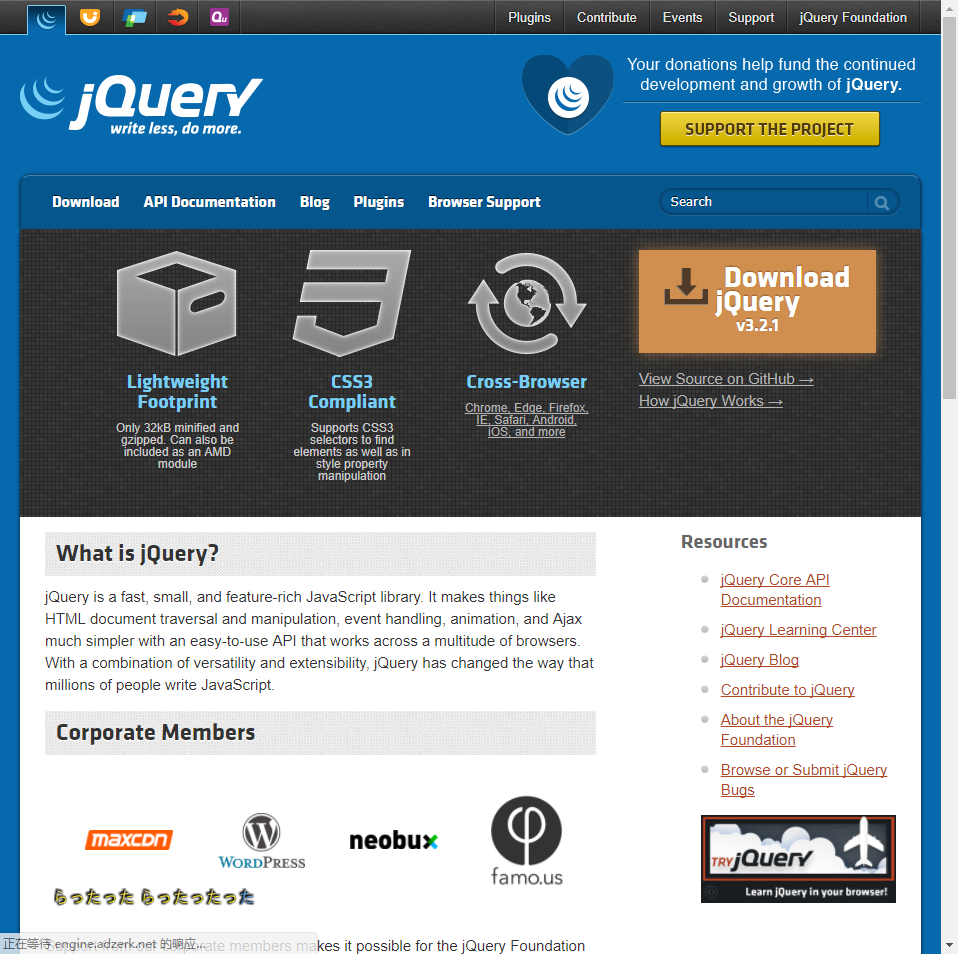 Plugins
Contribute
Events
Support
jQuery Foundation
Qu
jQuery
write less, do more.
Your donations help fund the continued
development and growth of jQuery.
SUPPORT THE PROJECT
Download
API Documentation
Blog
Plugins
Browser Support
Search
Lightweight
Footprint
Only 32kB minified and
gzipped. Can also be
included as an AMD
module
CSS3
Compliant
Supports CSS3
selectors to find
elements as well as in
style property
manipulation
Cross-Browser
Chrome, Edge, Firefox,
IE, Safari, Android,
iOS, and more
Download
jQuery
v3.2.1
View Source on GitHub →
How jQuery Works →
What is jQuery?
jQuery is a fast, small, and feature-rich JavaScript library. It makes things like
HTML document traversal and manipulation, event handling, animation, and Ajax
much simpler with an easy-to-use API that works across a multitude of browsers.
With a combination of versatility and extensibility, jQuery has changed the way that
millions of people write JavaScript.
Corporate Members
maxcdn
WORDPRESS
neobux
famo.us
らったった らったったった
Support from our corporate members makes it possible for the jQuery Foundation
正在等待 engine.adzerk.net 的响应...
Resources
jQuery Core API
Documentation
jQuery Learning Center
jQuery Blog
Contribute to jQuery
About the jQuery
Foundation
Browse or Submit jQuery
Bugs
TRY jQuery
Learn jQuery in your browser!